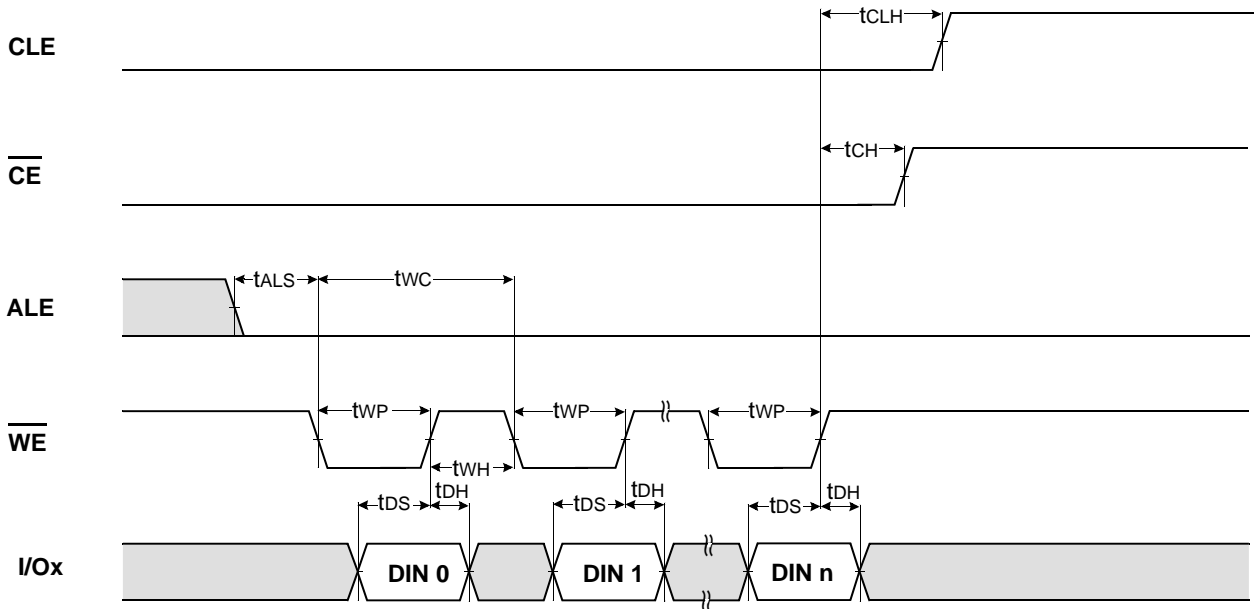 tCLH
CLE
tCH
CE
tALS
tWC
ALE
tWP
tWP
tWP
WE
tWH
tDS
tDH
tDS
tDH
tDS
tDH
I/Ox
DIN 0
DIN 1
DIN n